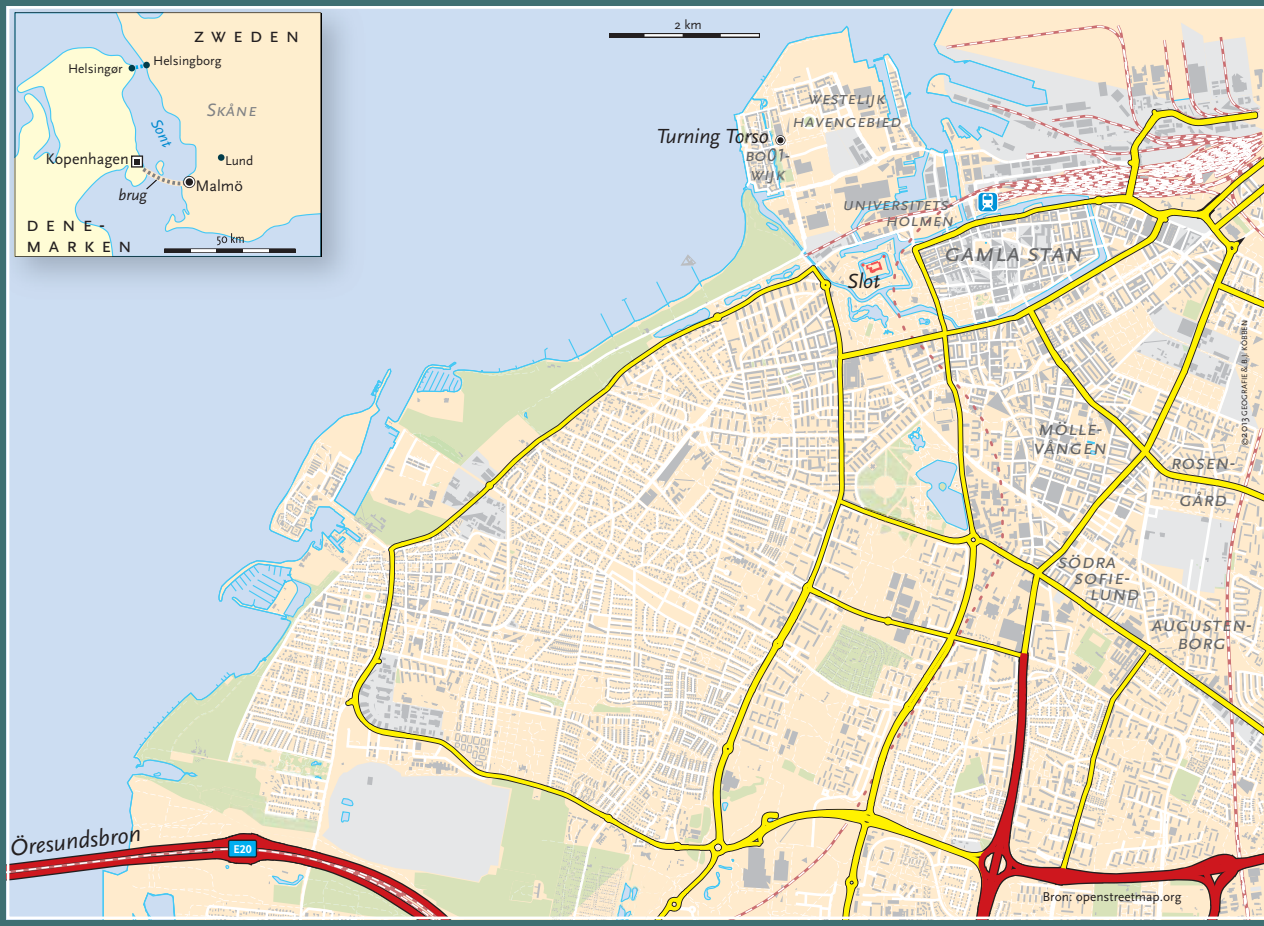 ZWEDEN
Helsingør
Helsingborg
SKÅNE
Sont
Kopenhagen
Lund
brug
Malmö
DENE-
MARKEN
50 km
2 km
WESTELIJK
HAVENGEBIED
Turning Torso
BO01-
WIJK
UNIVERSITETS-
HOLMEN
GAMLA STAN
Slot
©2013 GEOGRAFIE & B.J. KÖBBEN
MÖLLE-
VÅNGEN
ROSEN-
GÅRD
SÖDRA
SOFIE-
LUND
AUGUSTEN-
BORG
Öresundsbron
E20
Bron: openstreetmap.org